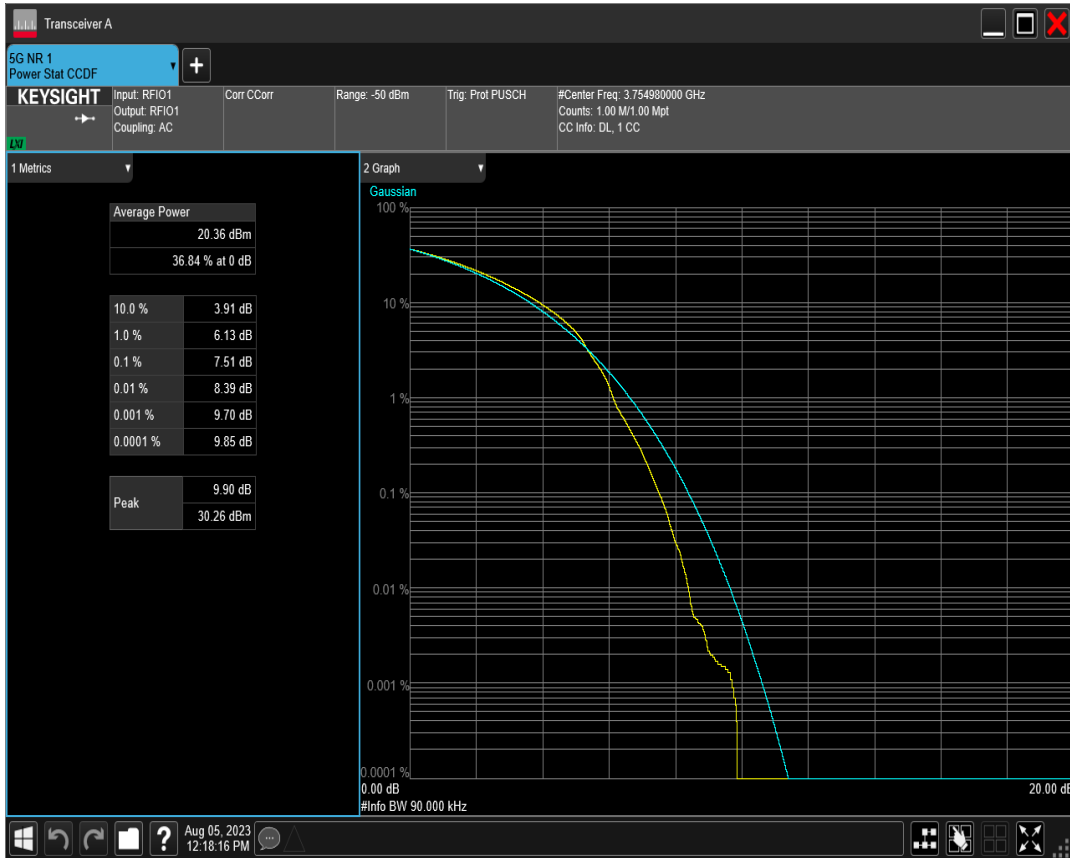 Transceiver A
5G NR 1
Power Stat CCDF
+
KEYSIGHT
LXI
Input: RFIO1
Output: RFIO1
Coupling: AC
Corr CCorr
Range: -50 dBm
Trig: Prot PUSCH
#Center Freq: 3.754980000 GHz
Counts: 1.00 M/1.00 Mpt
CC Info: DL, 1 CC
1 Metrics
Average Power
20.36 dBm
36.84 % at 0 dB
10.0 % 3.91 dB
1.0 % 6.13 dB
0.1 % 7.51 dB
0.01 % 8.39 dB
0.001 % 9.70 dB
0.0001 % 9.85 dB
Peak
9.90 dB
30.26 dBm
2 Graph
Gaussian
100 %
10 %
1 %
0.1 %
0.01 %
0.001 %
0.0001 %
0.00 dB
20.00 dB
#Info BW 90.000 kHz
?
Aug 05, 2023
12:18:16 PM